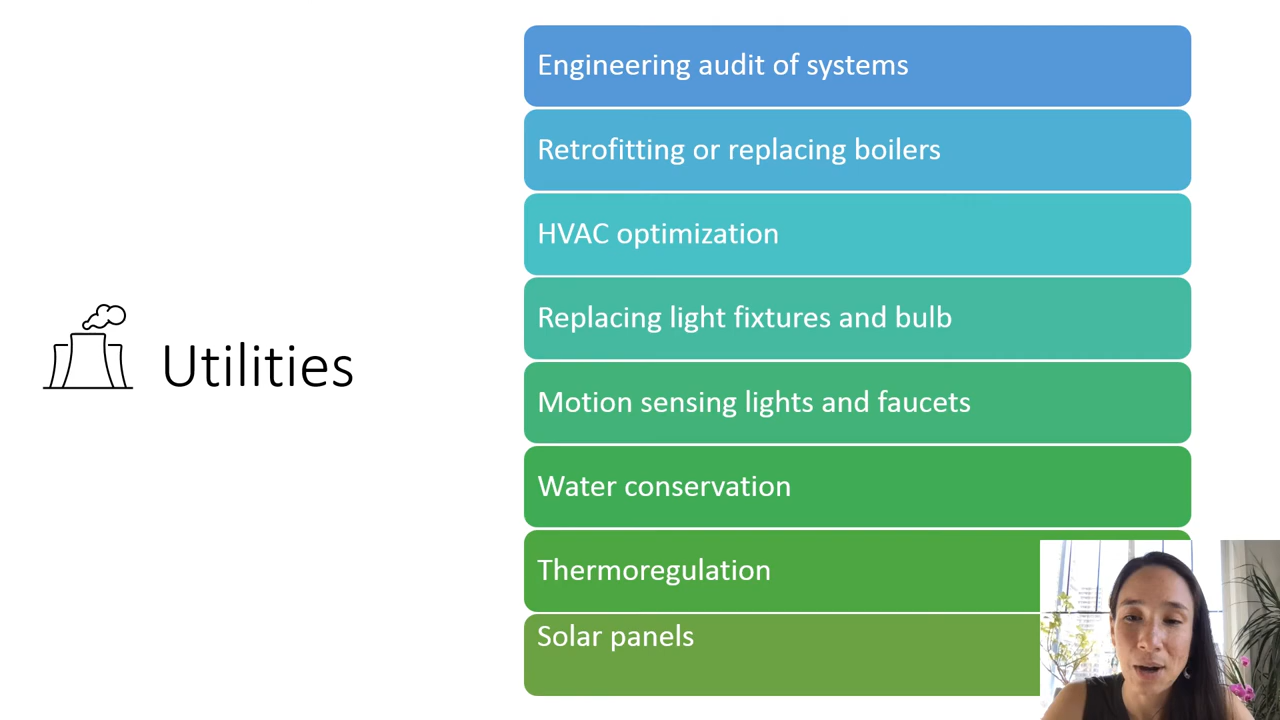 Utilities
Engineering audit of systems
Retrofitting or replacing boilers
HVAC optimization
Replacing light fixtures and bulb
Motion sensing lights and faucets
Water conservation
Thermoregulation
Solar panels